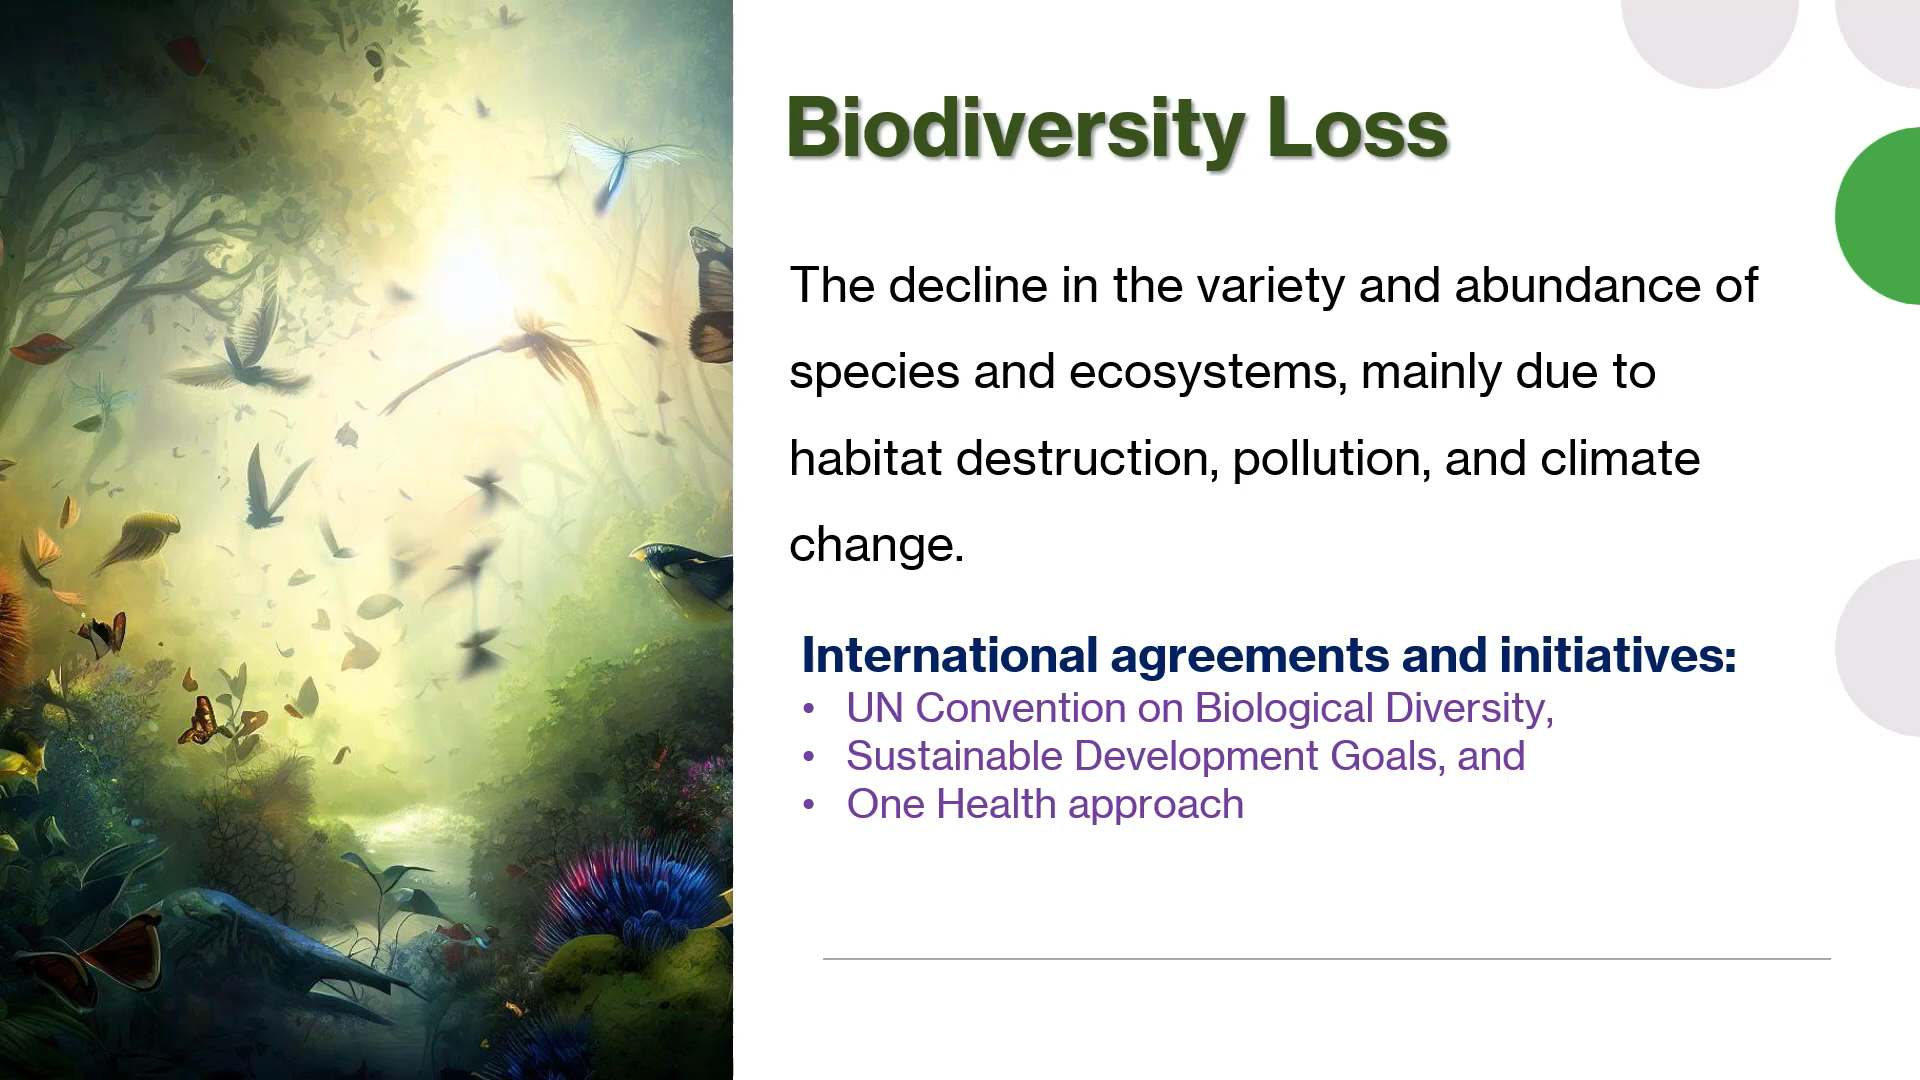 Biodiversity Loss
The decline in the variety and abundance of
species and ecosystems, mainly due to
habitat destruction, pollution, and climate
change.
International agreements and initiatives:
• UN Convention on Biological Diversity,
• Sustainable Development Goals, and
• One Health approach